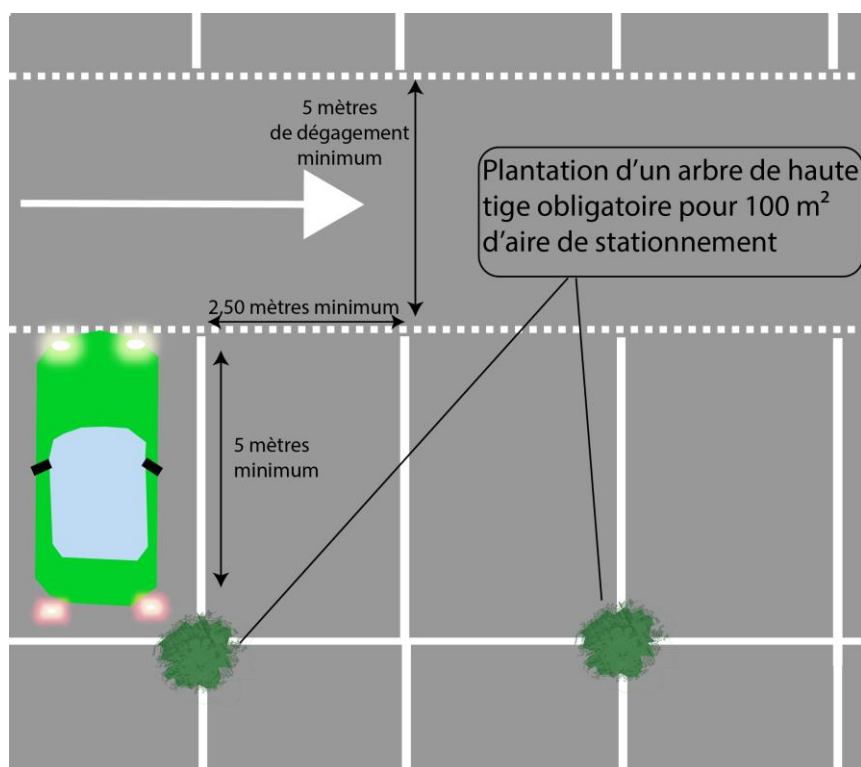 5 mètres
de dégagement
minimum
Plantation d'un arbre de haute
tige obligatoire pour 100 m²
d'aire de stationnement
2,50 mètres minimum
5 mètres
minimum